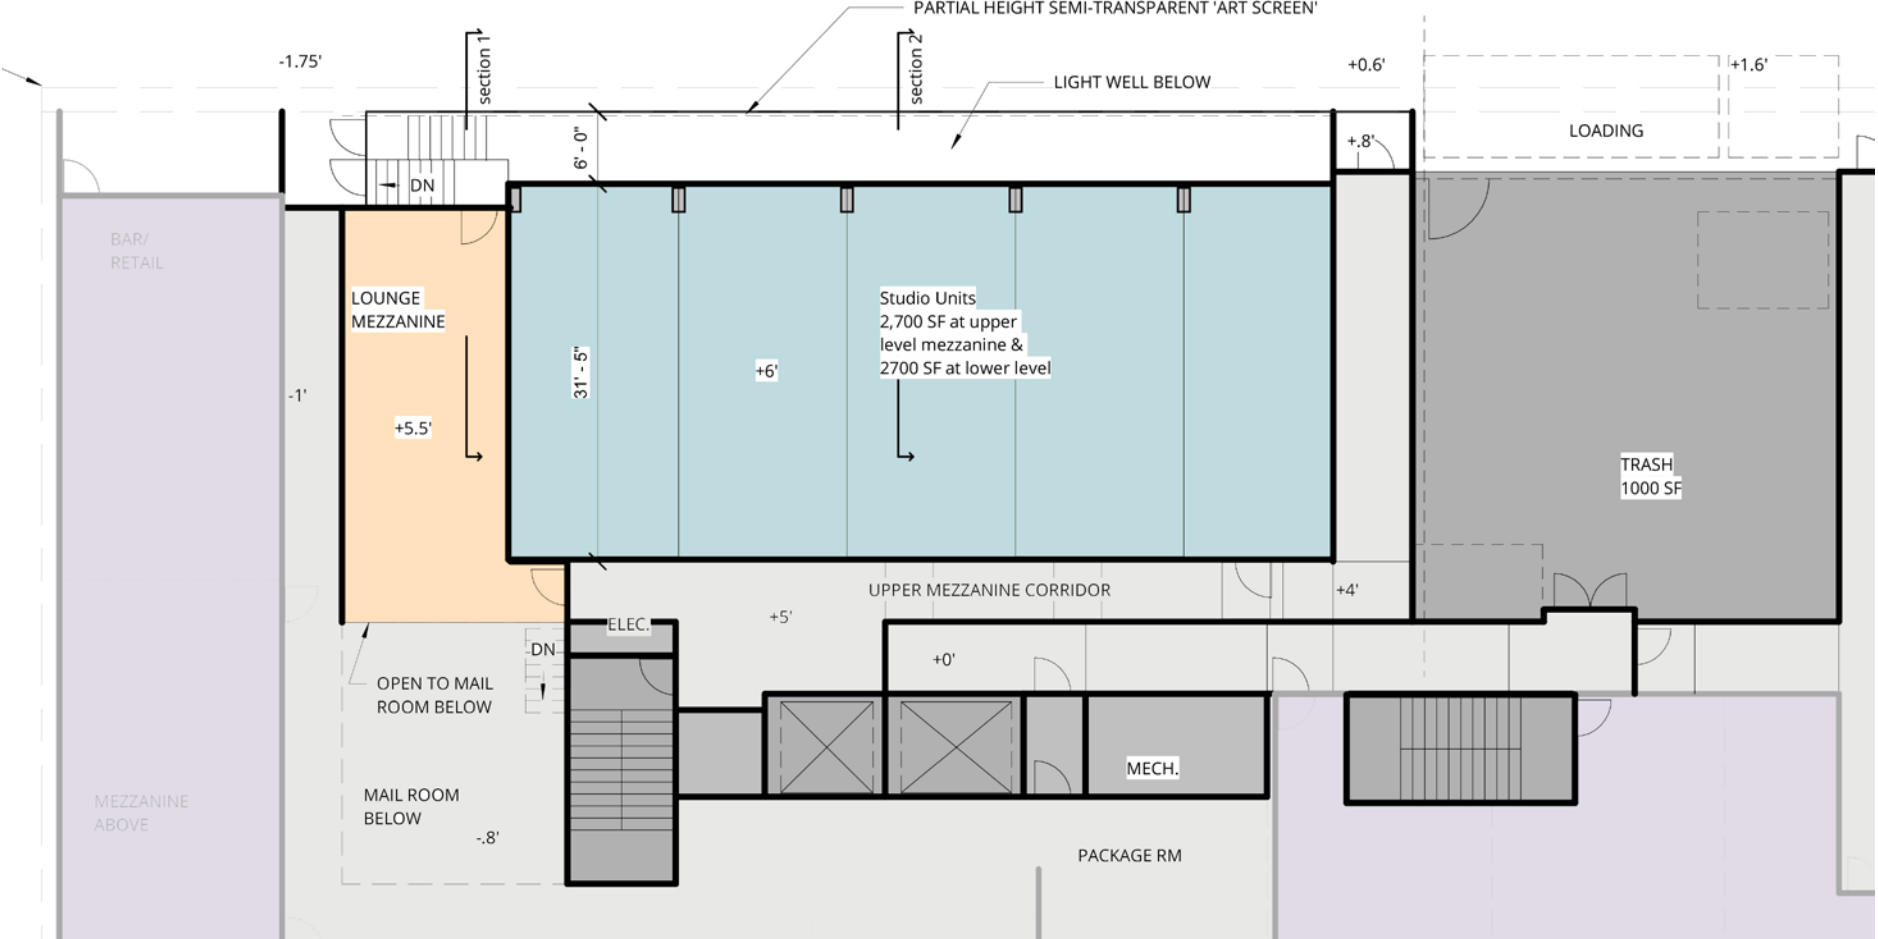 PARTIAL HEIGHT SEMI-TRANSPARENT 'ART SCREEN'
section 1
section 2
-1.75'
+0.6'
+1.6'
LIGHT WELL BELOW
LOADING
6' - 0"
+.8'
DN
BAR/
RETAIL
LOUNGE
MEZZANINE
Studio Units
2,700 SF at upper
level mezzanine &
2700 SF at lower level
31' - 5"
+6'
-1'
+5.5'
TRASH
1000 SF
UPPER MEZZANINE CORRIDOR
+4'
+5'
ELEC.
DN
+0'
OPEN TO MAIL
ROOM BELOW
MECH.
MEZZANINE
ABOVE
MAIL ROOM
BELOW
-.8'
PACKAGE RM